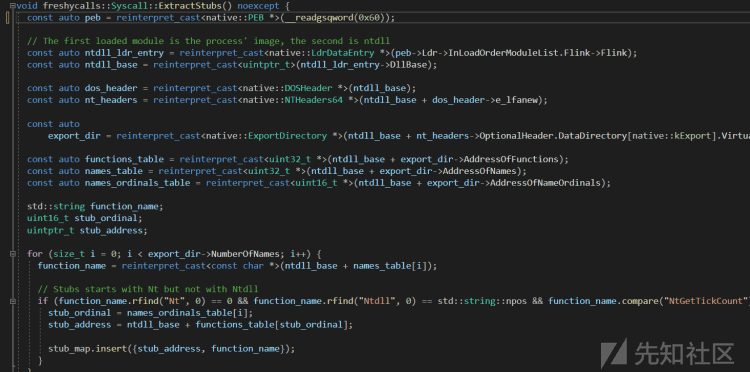 void freshycalls::Syscall::ExtractStubs() noexcept {
const auto peb = reinterpret_cast<native::PEB *>(__readgsqword(0x60));
// The first loaded module is the process' image, the second is ntdll
const auto ntdll_ldr_entry = reinterpret_cast<native::LdrDataEntry *>(peb->Ldr->InLoadOrderModuleList.Flink->Flink);
const auto ntdll_base = reinterpret_cast<uintptr_t>(ntdll_ldr_entry->DllBase);
const auto dos_header = reinterpret_cast<native::DOSHeader *>(ntdll_base);
const auto nt_headers = reinterpret_cast<native::NTHeaders64 *>(ntdll_base + dos_header->e_lfanew);
const auto
export_dir = reinterpret_cast<native::ExportDirectory *>(ntdll_base + nt_headers->OptionalHeader.DataDirectory[native::kExport].Virtua
const auto functions_table = reinterpret_cast<uint32_t *>(ntdll_base + export_dir->AddressOfFunctions);
const auto names_table = reinterpret_cast<uint32_t *>(ntdll_base + export_dir->AddressOfNames);
const auto names_ordinals_table = reinterpret_cast<uint16_t *>(ntdll_base + export_dir->AddressOfNameOrdinals);
std::string function_name;
uint16_t stub_ordinal;
uintptr_t stub_address;
for (size_t i = 0; i < export_dir->NumberOfNames; i++) {
function_name = reinterpret_cast<const char *>(ntdll_base + names_table[i]);
// Stubs starts with Nt but not with Ntdll
if (function_name.rfind("Nt", 0) == 0 && function_name.rfind("Ntdll", 0) == std::string::npos && function_name.compare("NtGetTickCount"
stub_ordinal = names_ordinals_table[i];
stub_address = ntdll_base + functions_table[stub_ordinal];
stub_map.insert({stub_address, function_name});
}
}
先知社区